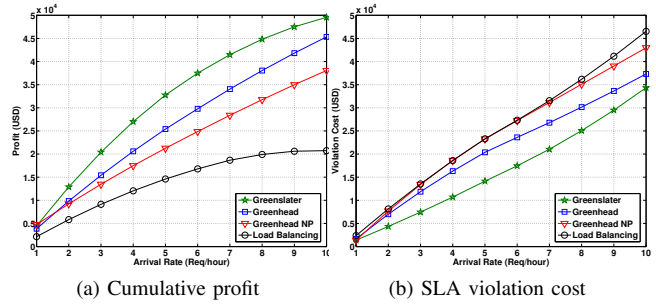 x 10⁴
5
4.5
4
3.5
3
2.5
2
1.5
1
0.5
0
Profit (USD)
1 2 3 4 5 6 7 8 9 10
Arrival Rate (Req/hour)
Greenslater
Greenhead
Greenhead NP
Load Balancing
(a) Cumulative profit
x 10⁴
5
4.5
4
3.5
3
2.5
2
1.5
1
0.5
0
Violation Cost (USD)
1 2 3 4 5 6 7 8 9 10
Arrival Rate (Req/hour)
Greenslater
Greenhead
Greenhead NP
Load Balancing
(b) SLA violation cost